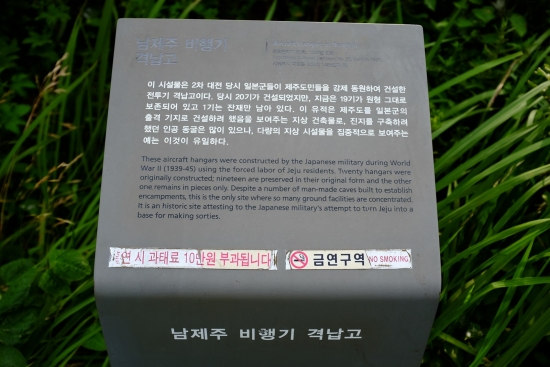 남제주 비행기
격납고
이 시설물은 2차 대전 당시 일본군들이 제주도민들을 강제 동원하여 건설한
전투기 격납고이다. 당시 20기가 건설되었지만, 지금은 19기가 원형 그대로
보존되어 있고 1기는 잔재만 남아 있다. 이 유적은 제주도를 일본군의
출격 기지로 건설하려 했음을 보여주는 지상 건축물로, 진지를 구축하려
했던 인공 동굴은 많이 있으나, 다량의 지상 시설물을 집중적으로 보여주는
예는 이것이 유일하다.
These aircraft hangars were constructed by the Japanese military during World
War II (1939-45) using the forced labor of Jeju residents. Twenty hangars were
originally constructed; nineteen are preserved in their original form and the other
one remains in pieces only. Despite a number of man-made caves built to establish
encampments, this is the only site where so many ground facilities are concentrated.
It is an historic site attesting to the Japanese military's attempt to turn Jeju into a
base for making sorties.
연 시 과태료 10만원 부과됩니다
금연구역 NO SMOKING
남제주 비행기 격납고